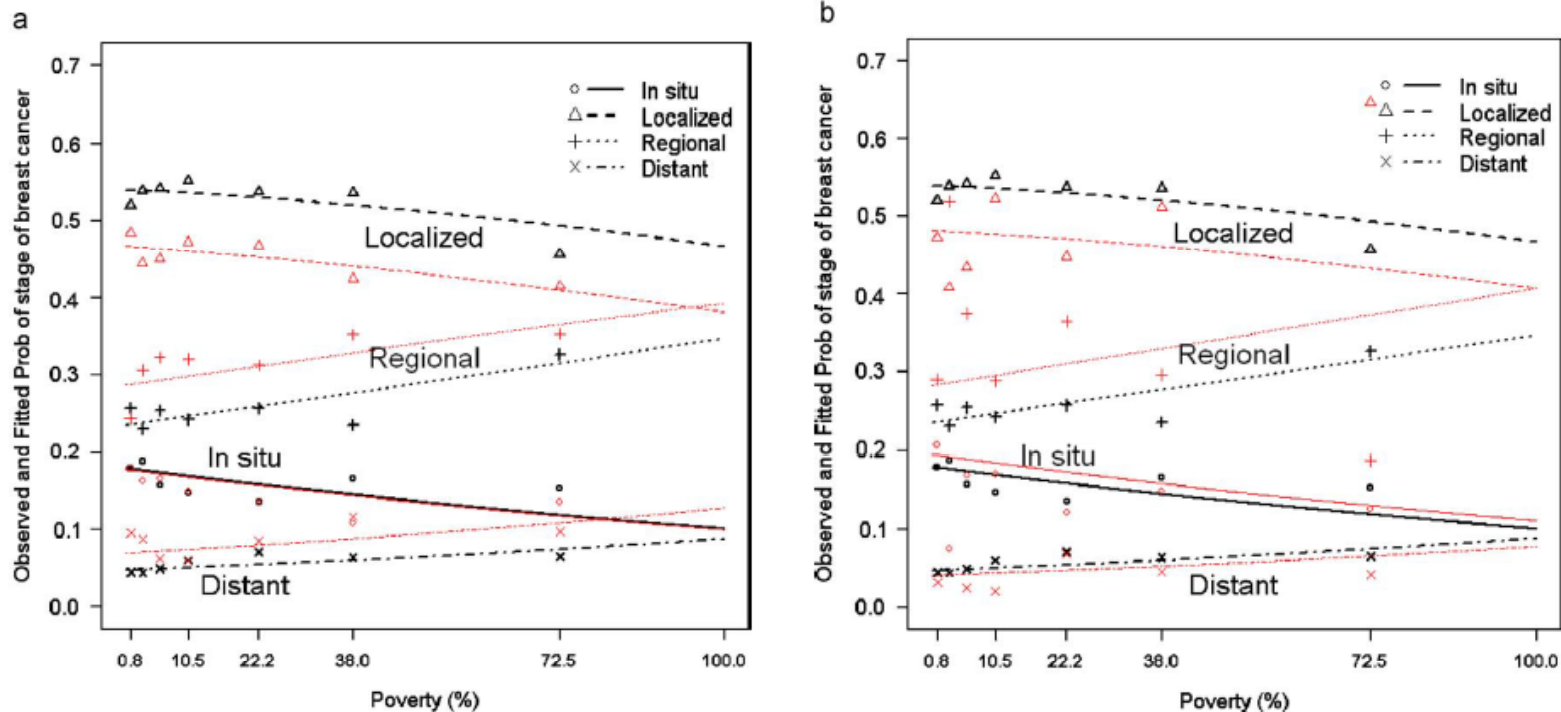 a
Observed and Fitted Prob of stage of breast cancer
0.7
0.6
0.5
0.4
0.3
0.2
0.1
0.0
In situ
Localized
Regional
Distant
Localized
Regional
In situ
Distant
0.8 10.5 22.2 38.0 72.5 100.0
Poverty (%)
b
Observed and Fitted Prob of stage of breast cancer
0.7
0.6
0.5
0.4
0.3
0.2
0.1
0.0
In situ
Localized
Regional
Distant
Localized
Regional
In situ
Distant
0.8 10.5 22.2 38.0 72.5 100.0
Poverty (%)